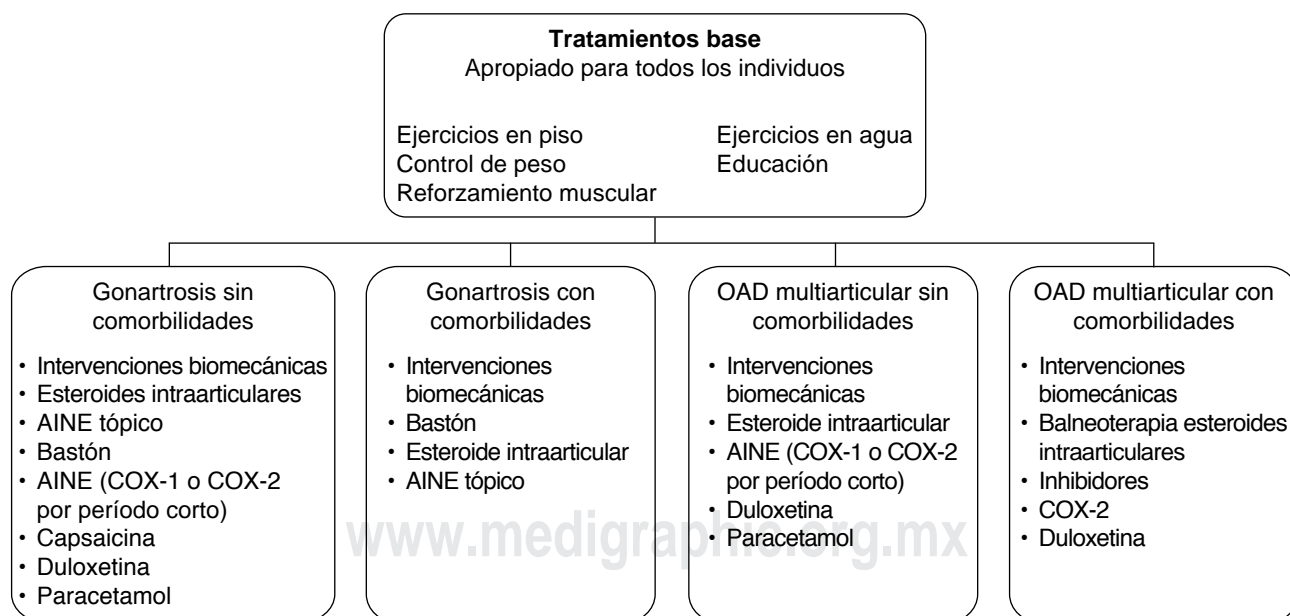 Tratamientos base
Apropiado para todos los individuos
Ejercicios en piso
Control de peso
Reforzamiento muscular
Ejercicios en agua
Educación
Gonartrosis sin
comorbilidades
• Intervenciones biomecánicas
• Esteroides intraarticulares
• AINE tópico
• Bastón
• AINE (COX-1 o COX-2
por período corto)
• Capsaicina
• Duloxetina
• Paracetamol
Gonartrosis con
comorbilidades
• Intervenciones
biomecánicas
• Bastón
• Esteroide intraarticular
• AINE tópico
OAD multiarticular sin
comorbilidades
• Intervenciones
biomecánicas
• Esteroide intraarticular
• AINE (COX-1 o COX-2
por período corto)
• Duloxetina
• Paracetamol
OAD multiarticular con
comorbilidades
• Intervenciones
biomecánicas
• Balneoterapia esteroides
intraarticulares
• Inhibidores
• COX-2
• Duloxetina
www.medigraphic.org.mx